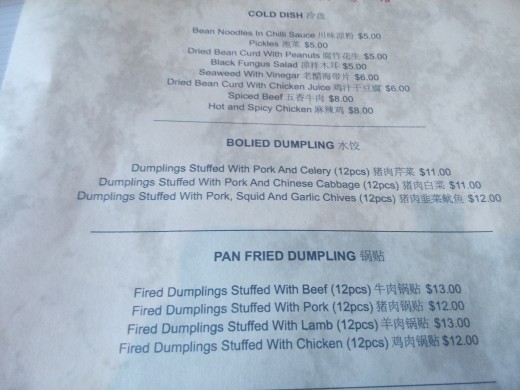 COLD DISH 冷盘
Bean Noodles In Chilli Sauce 川味凉粉 $5.00
Pickles 泡菜 $5.00
Dried Bean Curd With Peanuts 腐竹花生 $5.00
Black Fungus Salad 凉拌木耳 $5.00
Seaweed With Vinegar 老醋海带片 $6.00
Dried Bean Curd With Chicken Juice 鸡汁干豆腐 $6.00
Spiced Beef 五香牛肉 $8.00
Hot and Spicy Chicken 麻辣鸡 $8.00
BOLIED DUMPLING 水饺
Dumplings Stuffed With Pork And Celery (12pcs) 猪肉芹菜 $11.00
Dumplings Stuffed With Pork And Chinese Cabbage (12pcs) 猪肉白菜 $11.00
Dumplings Stuffed With Pork, Squid And Garlic Chives (12pcs) 猪肉韭菜鱿鱼 $12.00
PAN FRIED DUMPLING 锅贴
Fired Dumplings Stuffed With Beef (12pcs) 牛肉锅贴 $13.00
Fired Dumplings Stuffed With Pork (12pcs) 猪肉锅贴 $12.00
Fired Dumplings Stuffed With Lamb (12pcs) 羊肉锅贴 $13.00
Fired Dumplings Stuffed With Chicken (12pcs) 鸡肉锅贴 $12.00